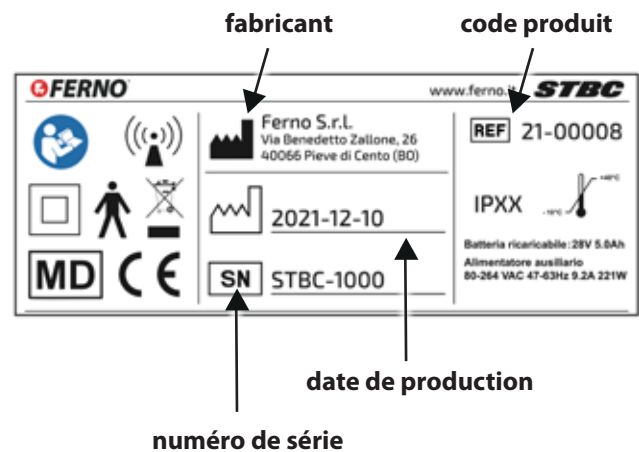 fabricant
code produit
FERNO
www.ferno.it STBC
Ferno S.r.l.
Via Benedetto Zallone, 26
40066 Pieve di Cento (BO)
REF 21-00008
2021-12-10
IPXX
-10°C
+40°C
Batteria ricaricabile: 28V 5.0Ah
Alimentatore ausiliario
80-264 VAC 47-63Hz 9.2A 221W
MD CE
SN STBC-1000
date de production
numéro de série